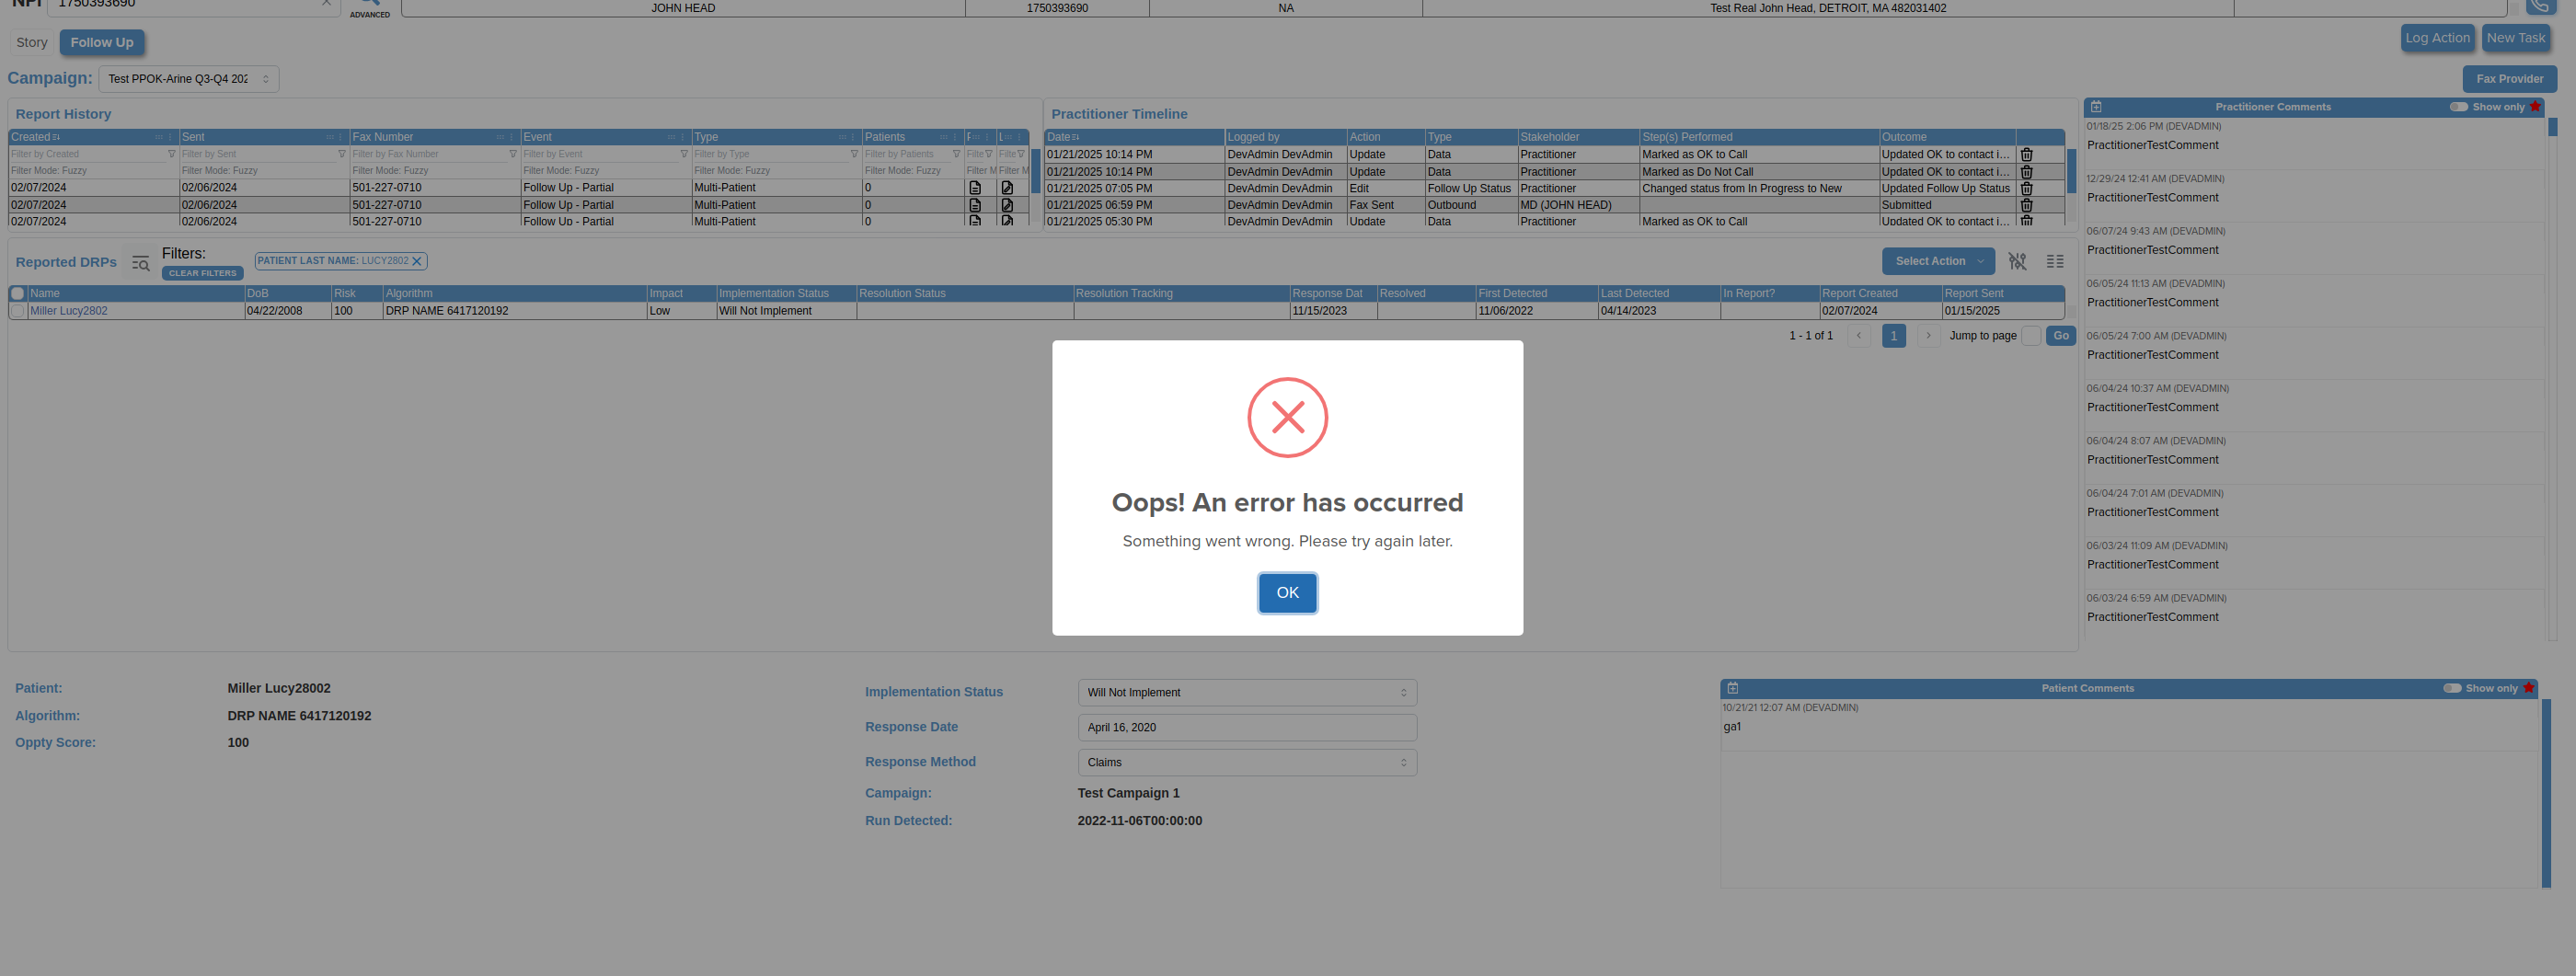 NPI 1750393690 ADVANCED JOHN HEAD 1750393690 NA Test Real John Head, DETROIT, MA 482031402
Story Follow Up Log Action New Task
Campaign: Test PPOK-Arine Q3-Q4 202 Fax Provider
Report History
Created Sent Fax Number Event Type Patients
Filter by Created Filter by Sent Filter by Fax Number Filter by Event Filter by Type Filter by Patients Filte Filte
Filter Mode: Fuzzy Filter Mode: Fuzzy Filter Mode: Fuzzy Filter Mode: Fuzzy Filter Mode: Fuzzy Filter Mode: Fuzzy Filter M Filter M
02/07/2024 02/06/2024 501-227-0710 Follow Up - Partial Multi-Patient 0
02/07/2024 02/06/2024 501-227-0710 Follow Up - Partial Multi-Patient 0
02/07/2024 02/06/2024 501-227-0710 Follow Up - Partial Multi-Patient 0
Practitioner Timeline
Date Logged by Action Type Stakeholder Step(s) Performed Outcome
01/21/2025 10:14 PM DevAdmin DevAdmin Update Data Practitioner Marked as OK to Call Updated OK to contact i...
01/21/2025 10:14 PM DevAdmin DevAdmin Update Data Practitioner Marked as Do Not Call Updated OK to contact i...
01/21/2025 07:05 PM DevAdmin DevAdmin Edit Follow Up Status Practitioner Changed status from In Progress to New Updated Follow Up Status
01/21/2025 06:59 PM DevAdmin DevAdmin Fax Sent Outbound MD (JOHN HEAD) Submitted
01/21/2025 05:30 PM DevAdmin DevAdmin Update Data Practitioner Marked as OK to Call Updated OK to contact i...
Practitioner Comments Show only
01/18/25 2:06 PM (DEVADMIN)
PractitionerTestComment
12/29/24 12:41 AM (DEVADMIN)
PractitionerTestComment
06/07/24 9:43 AM (DEVADMIN)
PractitionerTestComment
06/05/24 11:13 AM (DEVADMIN)
PractitionerTestComment
06/05/24 7:00 AM (DEVADMIN)
PractitionerTestComment
06/04/24 10:37 AM (DEVADMIN)
PractitionerTestComment
06/04/24 8:07 AM (DEVADMIN)
PractitionerTestComment
06/04/24 7:01 AM (DEVADMIN)
PractitionerTestComment
06/03/24 11:09 AM (DEVADMIN)
PractitionerTestComment
06/03/24 6:59 AM (DEVADMIN)
PractitionerTestComment
Reported DRPs Filters: PATIENT LAST NAME: LUCY2802 Select Action
CLEAR FILTERS
Name DoB Risk Algorithm Impact Implementation Status Resolution Status Resolution Tracking Response Dat Resolved First Detected Last Detected In Report? Report Created Report Sent
Miller Lucy2802 04/22/2008 100 DRP NAME 6417120192 Low Will Not Implement 11/15/2023 11/06/2022 04/14/2023 02/07/2024 01/15/2025
1 - 1 of 1 1 Jump to page Go
Oops! An error has occurred
Something went wrong. Please try again later.
OK
Patient: Miller Lucy28002
Algorithm: DRP NAME 6417120192
Oppty Score: 100
Implementation Status Will Not Implement
Response Date April 16, 2020
Response Method Claims
Campaign: Test Campaign 1
Run Detected: 2022-11-06T00:00:00
Patient Comments Show only
10/21/21 12:07 AM (DEVADMIN)
ga1